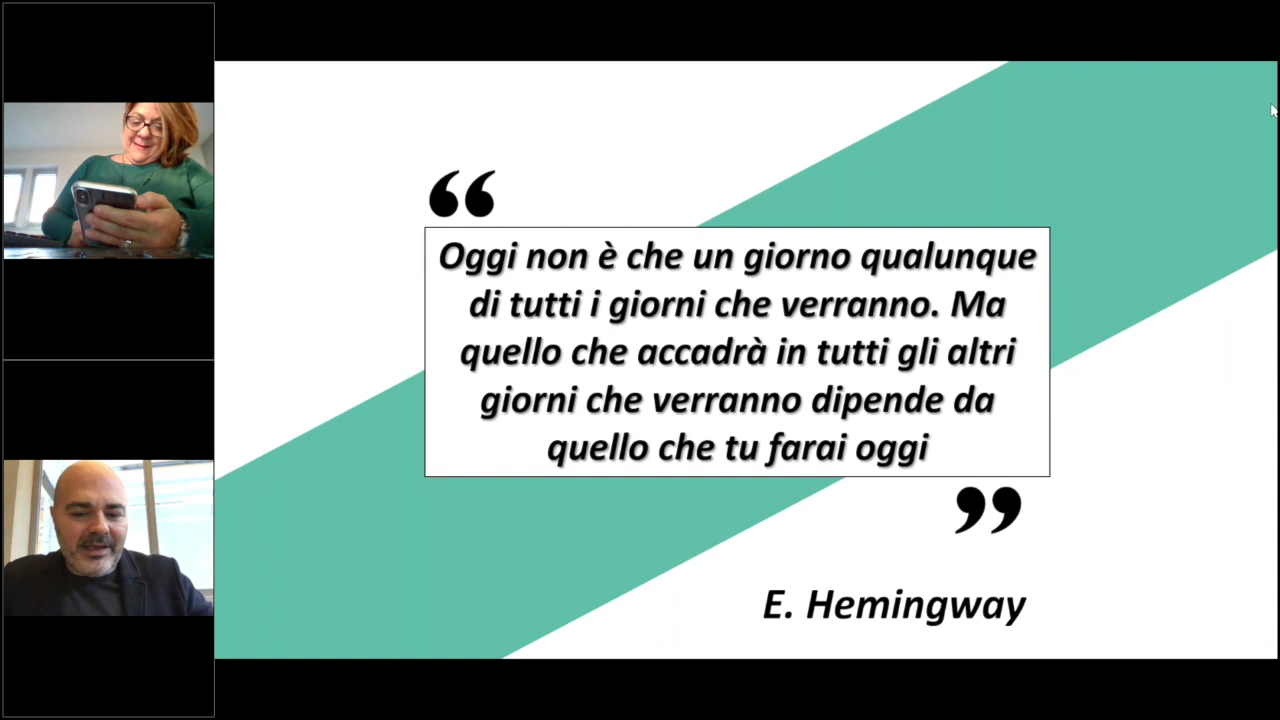 “
Oggi non è che un giorno qualunque
di tutti i giorni che verranno. Ma
quello che accadrà in tutti gli altri
giorni che verranno dipende da
quello che tu farai oggi
”
E. Hemingway